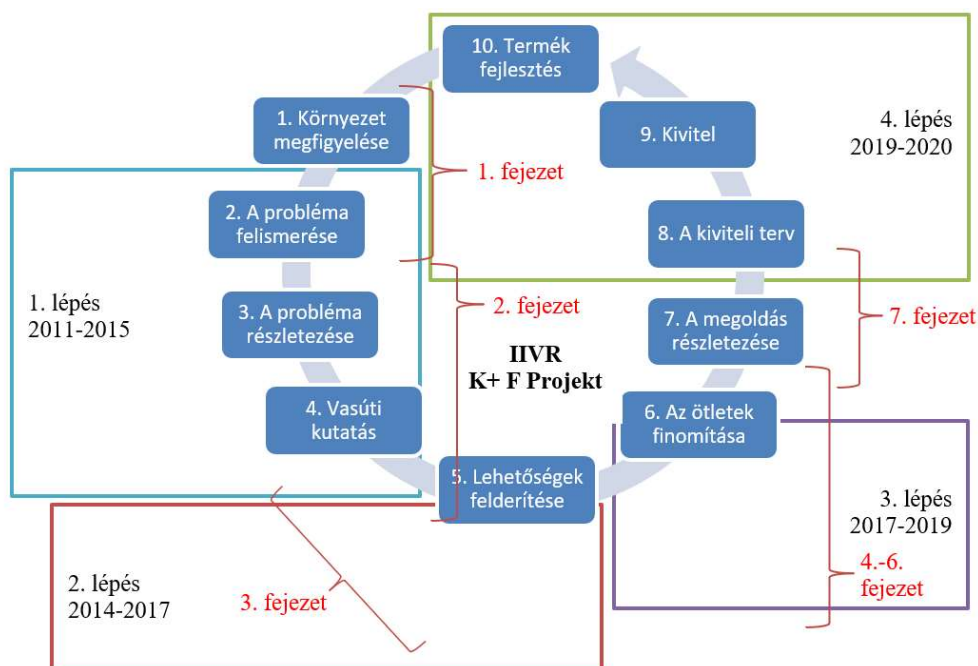 10. Termék
fejlesztés
1. Környezet
megfigyelése
9. Kivitel
4. lépés
2019-2020
1. fejezet
2. A probléma
felismerése
8. A kiviteli terv
1. lépés
2011-2015
3. A probléma
részletezése
2. fejezet
7. A megoldás
részletezése
7. fejezet
IIVR
K+ F Projekt
4. Vasúti
kutatás
6. Az ötletek
finomítása
5. Lehetőségek
felderítése
3. lépés
2017-2019
2. lépés
2014-2017
3. fejezet
4.-6.
fejezet